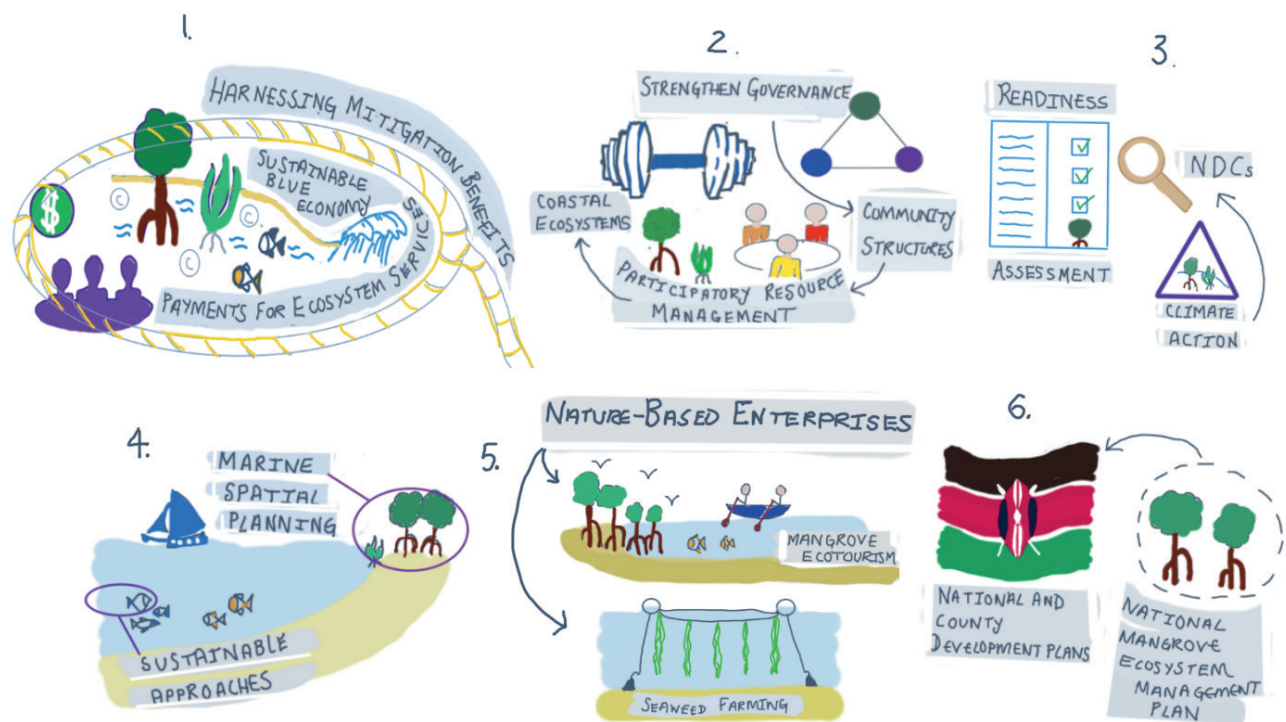 1.
HARNESSING MITIGATION BENEFITS
SUSTAINABLE
BLUE
ECONOMY
$
C
C
C
C
PAYMENTS FOR ECOSYSTEM SERVICES
2.
STRENGTHEN GOVERNANCE
COASTAL
ECOSYSTEMS
COMMUNITY
STRUCTURES
PARTICIPATORY RESOURCE
MANAGEMENT
3.
READINESS
ASSESSMENT
NDCs
CLIMATE
ACTION
4.
MARINE
SPATIAL
PLANNING
SUSTAINABLE
APPROACHES
5.
NATURE-BASED ENTERPRISES
MANGROVE
ECOTOURISM
SEAWEED FARMING
6.
NATIONAL AND
COUNTY
DEVELOPMENT PLANS
NATIONAL
MANGROVE
ECOSYSTEM
MANAGEMENT
PLAN